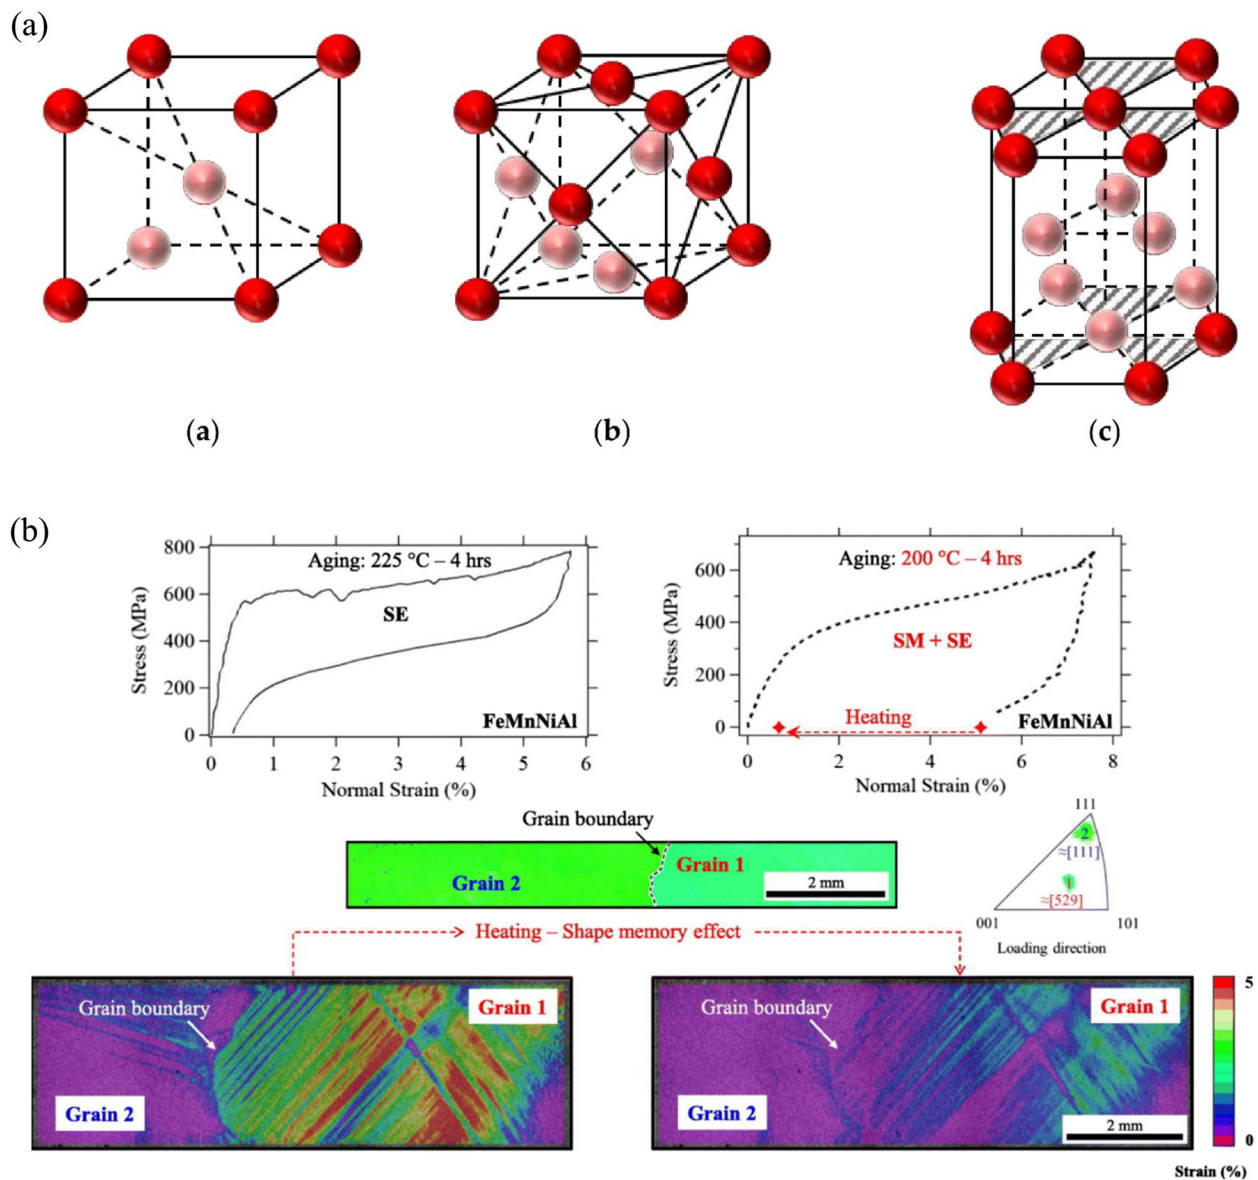 (a)
(a)
(b)
(c)
(b)
800
600
400
200
0
Stress (MPa)
Aging: 225 °C – 4 hrs
SE
FeMnNiAl
0 1 2 3 4 5 6
Normal Strain (%)
600
400
200
0
Stress (MPa)
Aging: 200 °C – 4 hrs
SM + SE
Heating
FeMnNiAl
0 2 4 6 8
Normal Strain (%)
Grain boundary
Grain 2
Grain 1
2 mm
111
2
≈[111]
1
≈[529]
001
101
Loading direction
Heating – Shape memory effect
Grain boundary
Grain 1
Grain 2
Grain boundary
Grain 1
Grain 2
2 mm
5
0
Strain (%)